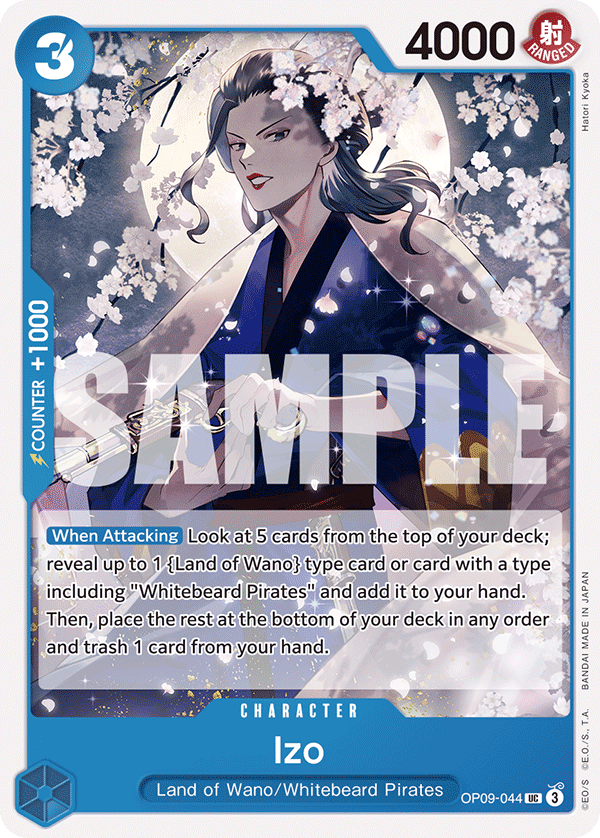 3
4000
射
RANGED
Hatori Kyoka
COUNTER +1000
SAMPLE
When Attacking Look at 5 cards from the top of your deck;
reveal up to 1 {Land of Wano} type card or card with a type
including "Whitebeard Pirates" and add it to your hand.
Then, place the rest at the bottom of your deck in any order
and trash 1 card from your hand.
CHARACTER
Izo
Land of Wano/Whitebeard Pirates
OP09-044 UC 3
©E.O/S ©E.O./S., T.A. BANDAI MADE IN JAPAN